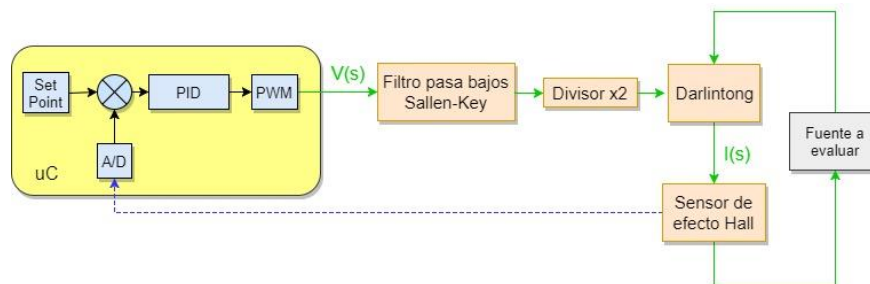 Set
Point
PID
PWM
A/D
uC
V(s)
Filtro pasa bajos
Sallen-Key
Divisor x2
Darlintong
I(s)
Sensor de
efecto Hall
Fuente a
evaluar